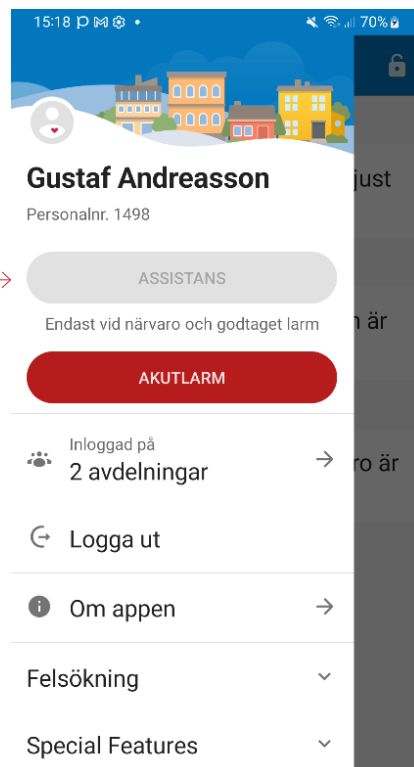 15:18 70%
Gustaf Andreasson
Personalnr. 1498
just
ASSISTANS
Endast vid närvaro och godtaget larm
är
AKUTLARM
Inloggad på
2 avdelningar
ro är
Logga ut
Om appen
Felsökning
Special Features